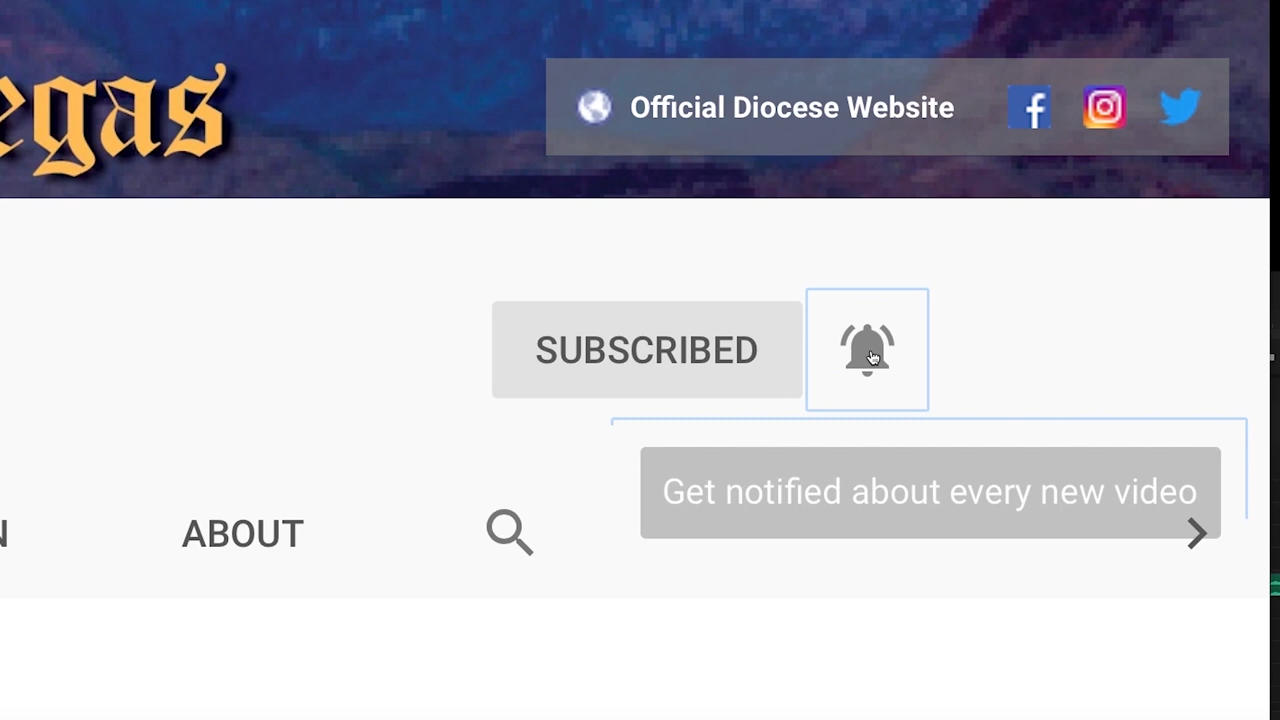 egas
Official Diocese Website
SUBSCRIBED
Get notified about every new video
N
ABOUT